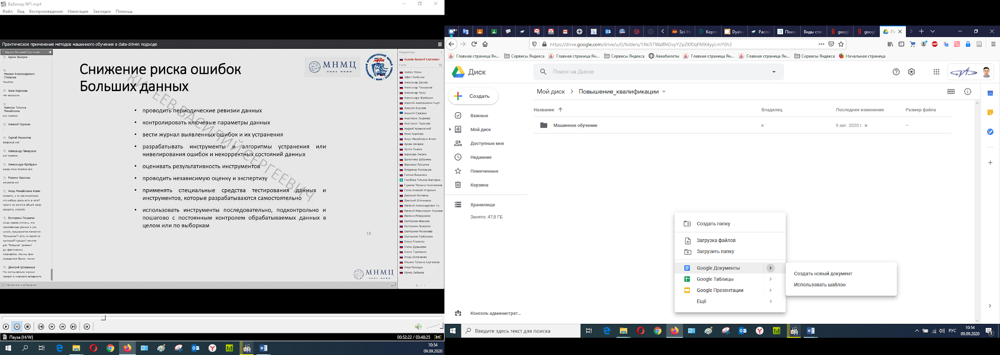 Вебинар №1.mp4
Файл Вид Воспроизведение Навигация Закладки Помощь
Практическое применение методов машинного обучения в data-driven подходе
Киреев Василий Сергеевич
Ариан Захаров
-
Михаил Александрович
Степанов
Понятно
Анна Худякова
Нет вопросов
Хренова Татьяна
Михайловна
все понятно
Алексей Сорокин
-
Сергей Мамонтов
Вопросов нет
Александр Пахаруков
все понятно
Александра Фрейдзон
вроде пока понятно все
Марина Фролова
вопросов нет
Ануш Михайловна Атаян
скажите, а из организаторов
кто-нибудь здесь есть в чате?
просто не хочется общий эфир
засорять, спасибо
Екатерина Лазарева
когда можно считать, что
накопленные данные в узе,
школе, предприятия являются
"большими"? есть ли какой-то
критерий? предел? миниму
для "больших" данных?
да, фактически)
получается, что мы сами
определяем более -менее
Дмитрий Штенников
Мю ритмы весьма хорошо
говорят о мозговой активности
Написать сообщение
Снижение риска ошибок
Больших данных
МНМЦ
НИЯУ МИФИ
КИРЕЕВ ВАСИЛИЙ СЕРГЕЕВИЧ
• проводить периодические ревизии данных
• контролировать ключевые параметры данных
• вести журнал выявленных ошибок и их устранения
• разрабатывать инструменты и алгоритмы устранения или
нивелирования ошибок и некорректных состояний данных
• оценивать результативность инструментов
• проводить независимую оценку и экспертизу
• применять специальные средства тестирования данных и
инструментов, которые разрабатываются самостоятельно
• использовать инструменты последовательно, подконтрольно и
пошагово с постоянным контролем обрабатываемых данных в
целом или по выборкам
13
МНМЦ
НИЯУ МИФИ
Модераторы 1
Киреев Василий Сергеевич
Гости 82
Andrey Petrov
Valerii Gorbunov
Александр Дагаев
Александр Пахаруков
Александр Руссу
Александра Фрейдзон
Алексей Анатольевич Тырт...
Алексей Елисеев
Алексей Сорокин
Анастасия Лыфенко
Анастасия Тарасова
Андрей Аграновский
Анна Худякова
Ануш Михайловна Атаян
Ариан Захаров
Артём Тонких
Борисова Оксана
Валентина Бабанина
Вероника Трушина
Владимир Рословцев
Галина Ванькина
Голубева Татьяна Викторов...
Гурьева Татьяна Николаевна
Гусев Алексей Игоревич
Дмитрий Распопов
Дмитрий Штенников
Евгений Александрович Су...
Евгений Николаевич Коровин
Евгения Резединова
Екатерина Иванова
Екатерина Лазарева
Екатерина Москалева
Екатерина Тербушева
Елена Глазкова
Елена Дудышева
Елена Турнецкая
Игорь Остюченко
Ильина Татьяна Сергеевна
Илья Полещук
Ирина Зайцева
1
Пауза [H/W]
00:52:22 / 03:48:25
10:54
09.09.2020
Sci-H
Корпо
Dyalo
Распи
Поис
Виды сти
googl
googl
По
https://drive.google.com/drive/u/0/folders/1Xki5TWaBNGvyY2pZKf0qFMX4yyLmY0h2
Главная страница Ян... Сервисы Яндекса Главная страница Ян... Сервисы Яндекса Авиабилеты Главная страница Ян... Главная страница Ян... Сервисы Яндекса Начальная страница
Диск
Поиск на Диске
Создать
Важные
Мой диск
Доступные мне
Недавние
Помеченные
Корзина
Хранилище
Занято: 47,8 ГБ
Консоль администрат...
Мой диск > Повышение_квалификации
Название Владелец Последнее изменение Размер файла
Машинное обучение я 9 авг. 2020 г. я –
Создать папку
Загрузка файлов
Загрузить папку
Google Документы
Google Таблицы
Google Презентации
Ещё
Создать новый документ
Использовать шаблон
Введите здесь текст для поиска
РУС
10:54
09.09.2020
3